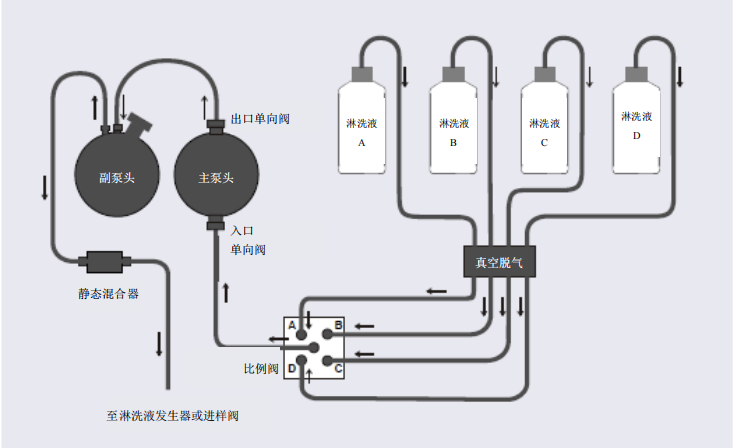 出口单向阀
淋洗液
A
淋洗液
B
淋洗液
C
淋洗液
D
副泵头
主泵头
入口
单向阀
真空脱气
静态混合器
A
B
比例阀
D
C
至淋洗液发生器或进样阀